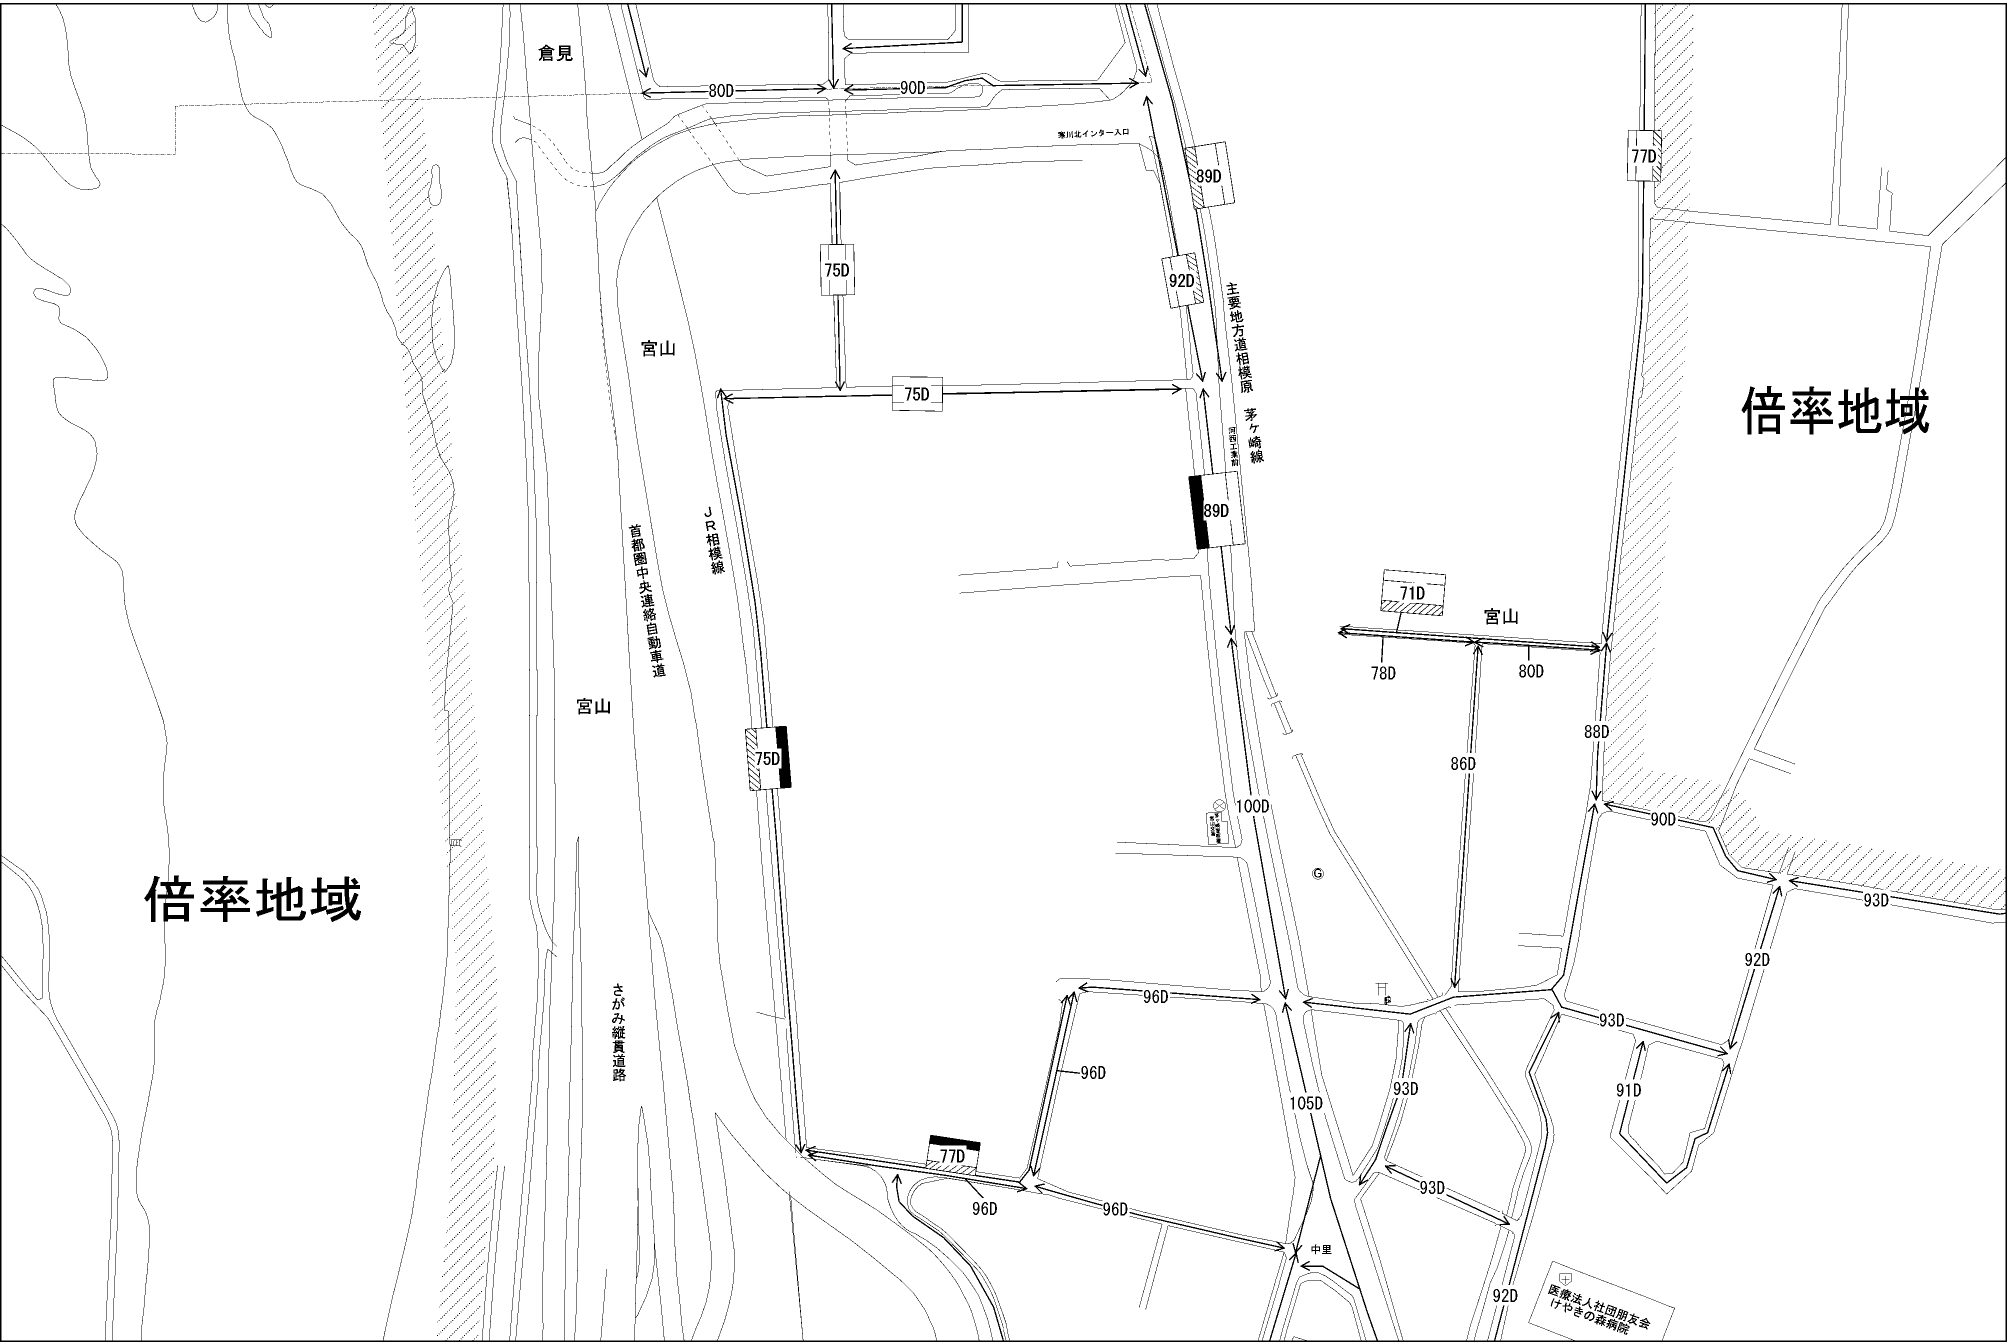 倉見
80D
90D
寒川北インター入口
77D
89D
75D
92D
主要地方道相模原
茅ヶ崎線
宮山
75D
倍率地域
河西工業前
89D
JR相模線
首都圏中央連絡自動車道
71D
宮山
78D
80D
宮山
88D
75D
86D
100D
90D
G
倍率地域
93D
92D
96D
さがみ縦貫道路
93D
96D
93D
91D
105D
77D
93D
96D
96D
中里
92D
医療法人社団朋友会
けやきの森病院